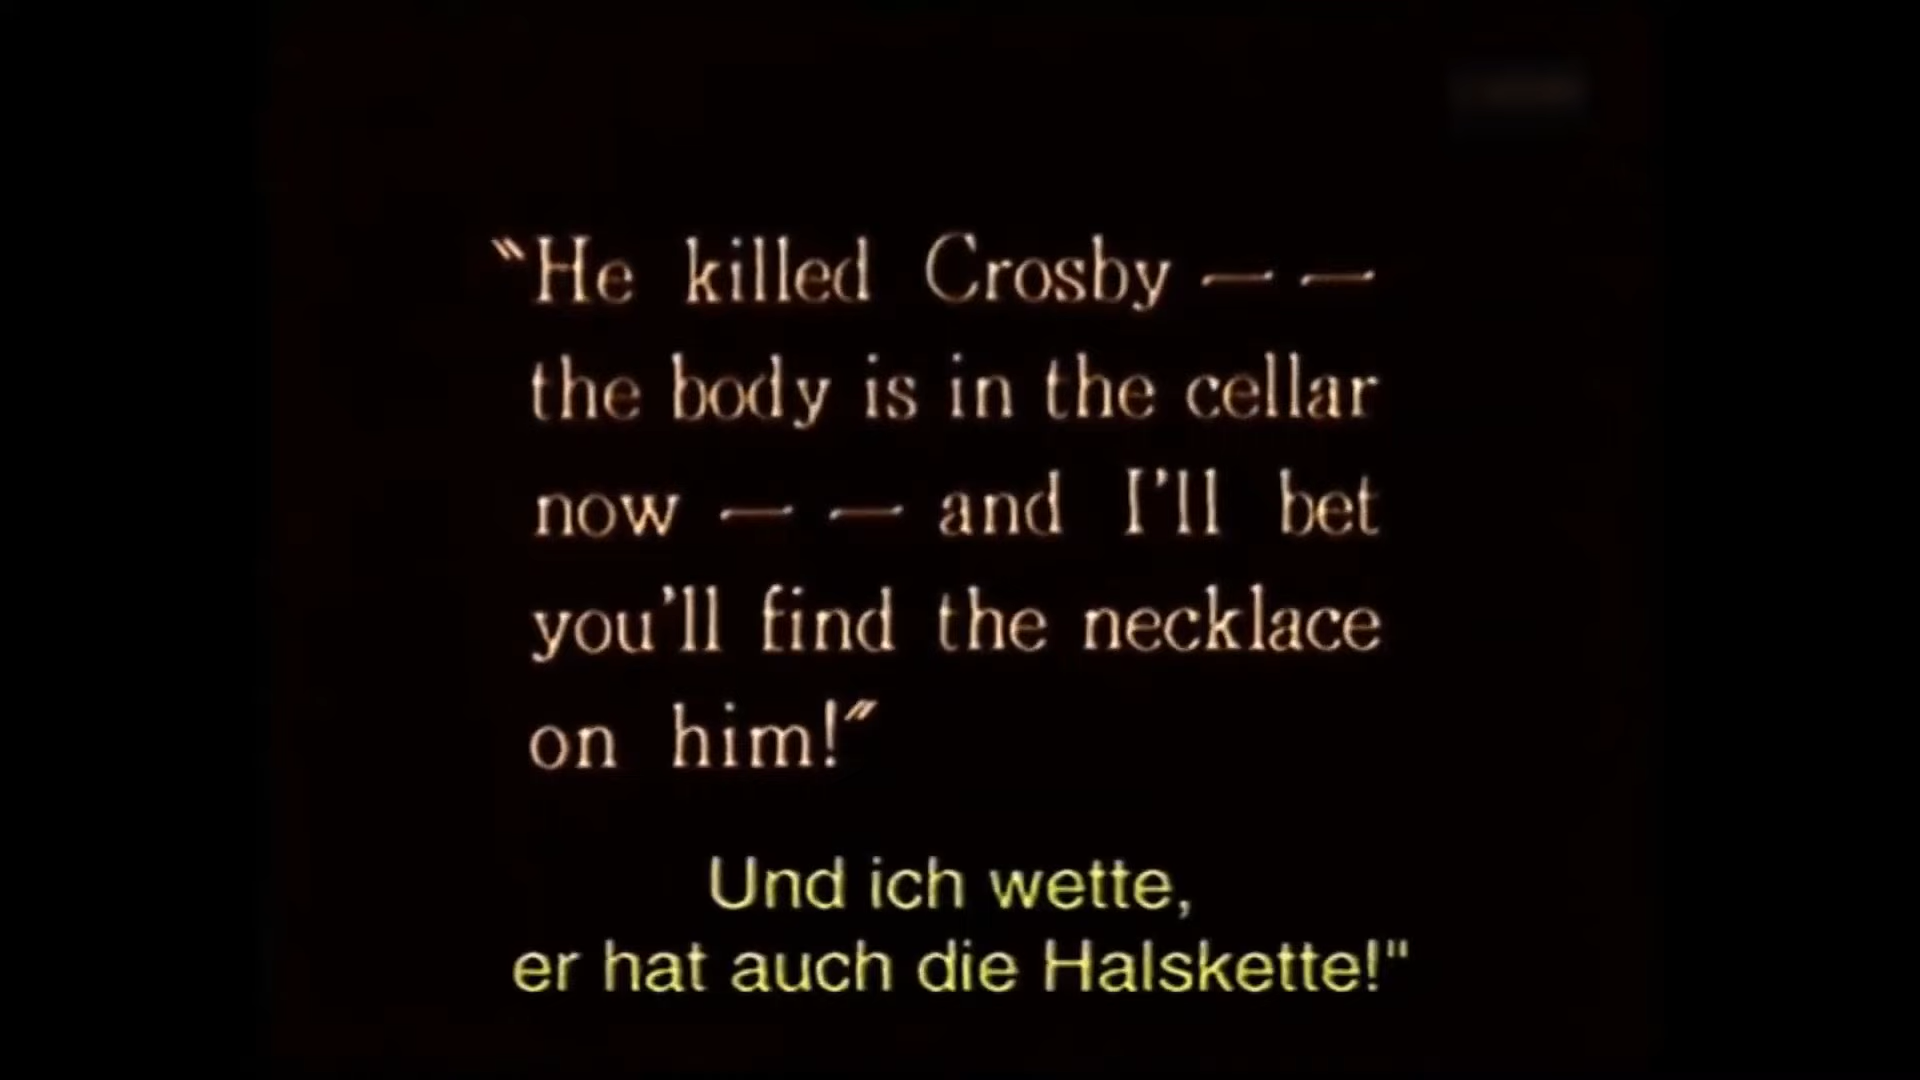 "He killed Crosby — —
the body is in the cellar
now — — and I'll bet
you'll find the necklace
on him!"
Und ich wette,
er hat auch die Halskette!"